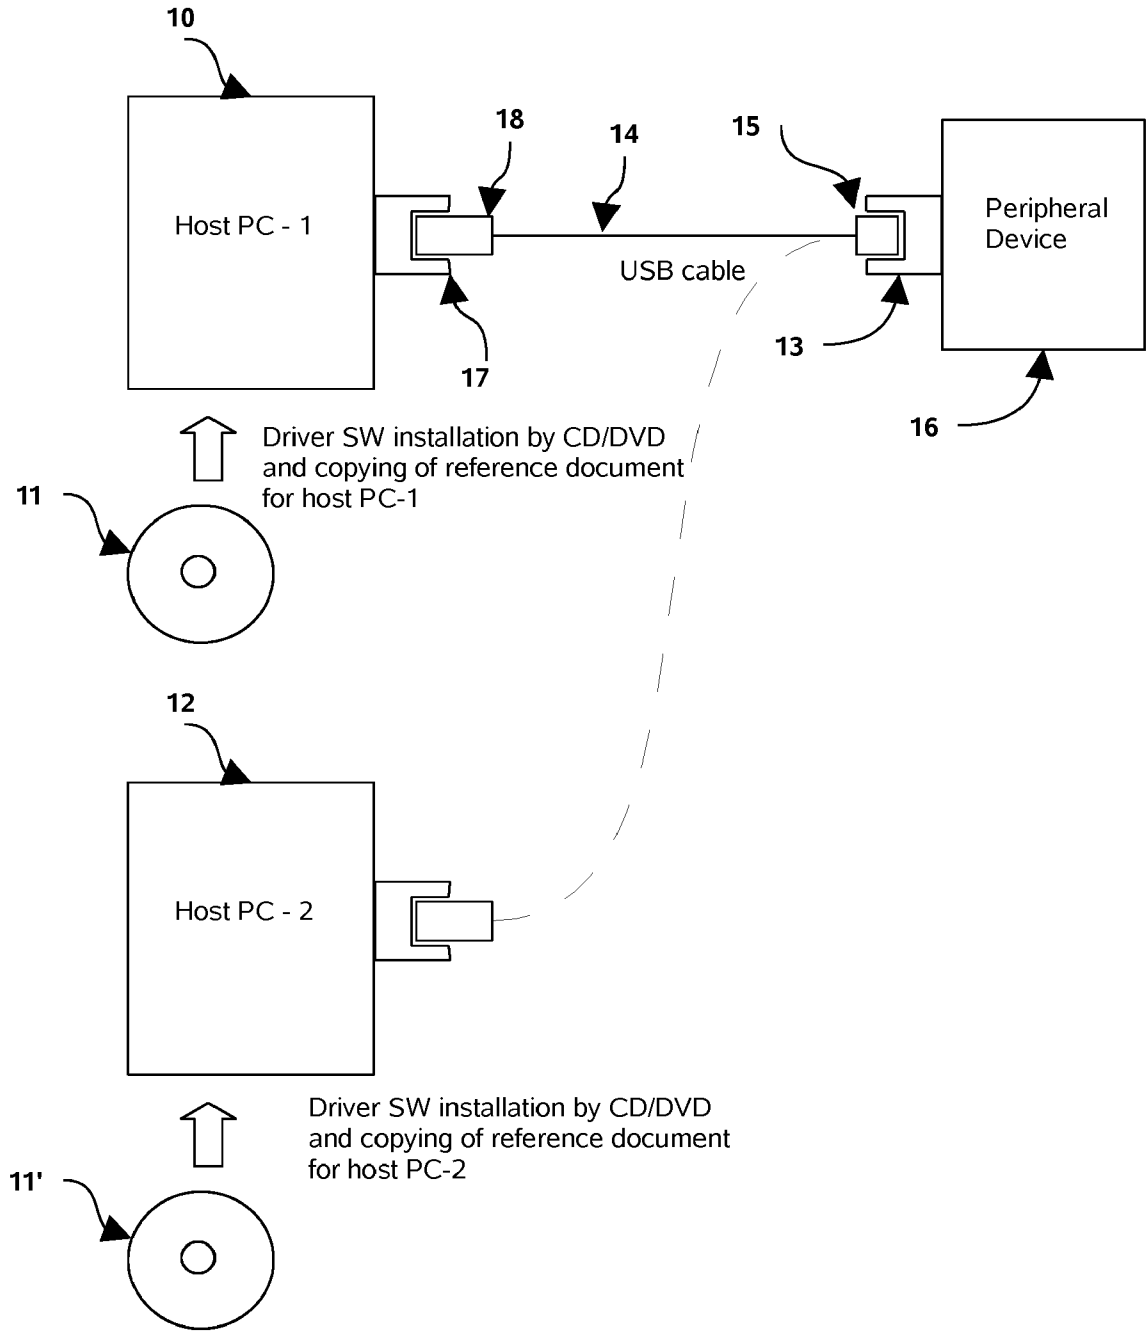 10
18
14
15
Host PC - 1
Peripheral
Device
USB cable
13
17
16
Driver SW installation by CD/DVD
and copying of reference document
for host PC-1
11
12
Host PC - 2
Driver SW installation by CD/DVD
and copying of reference document
for host PC-2
11'